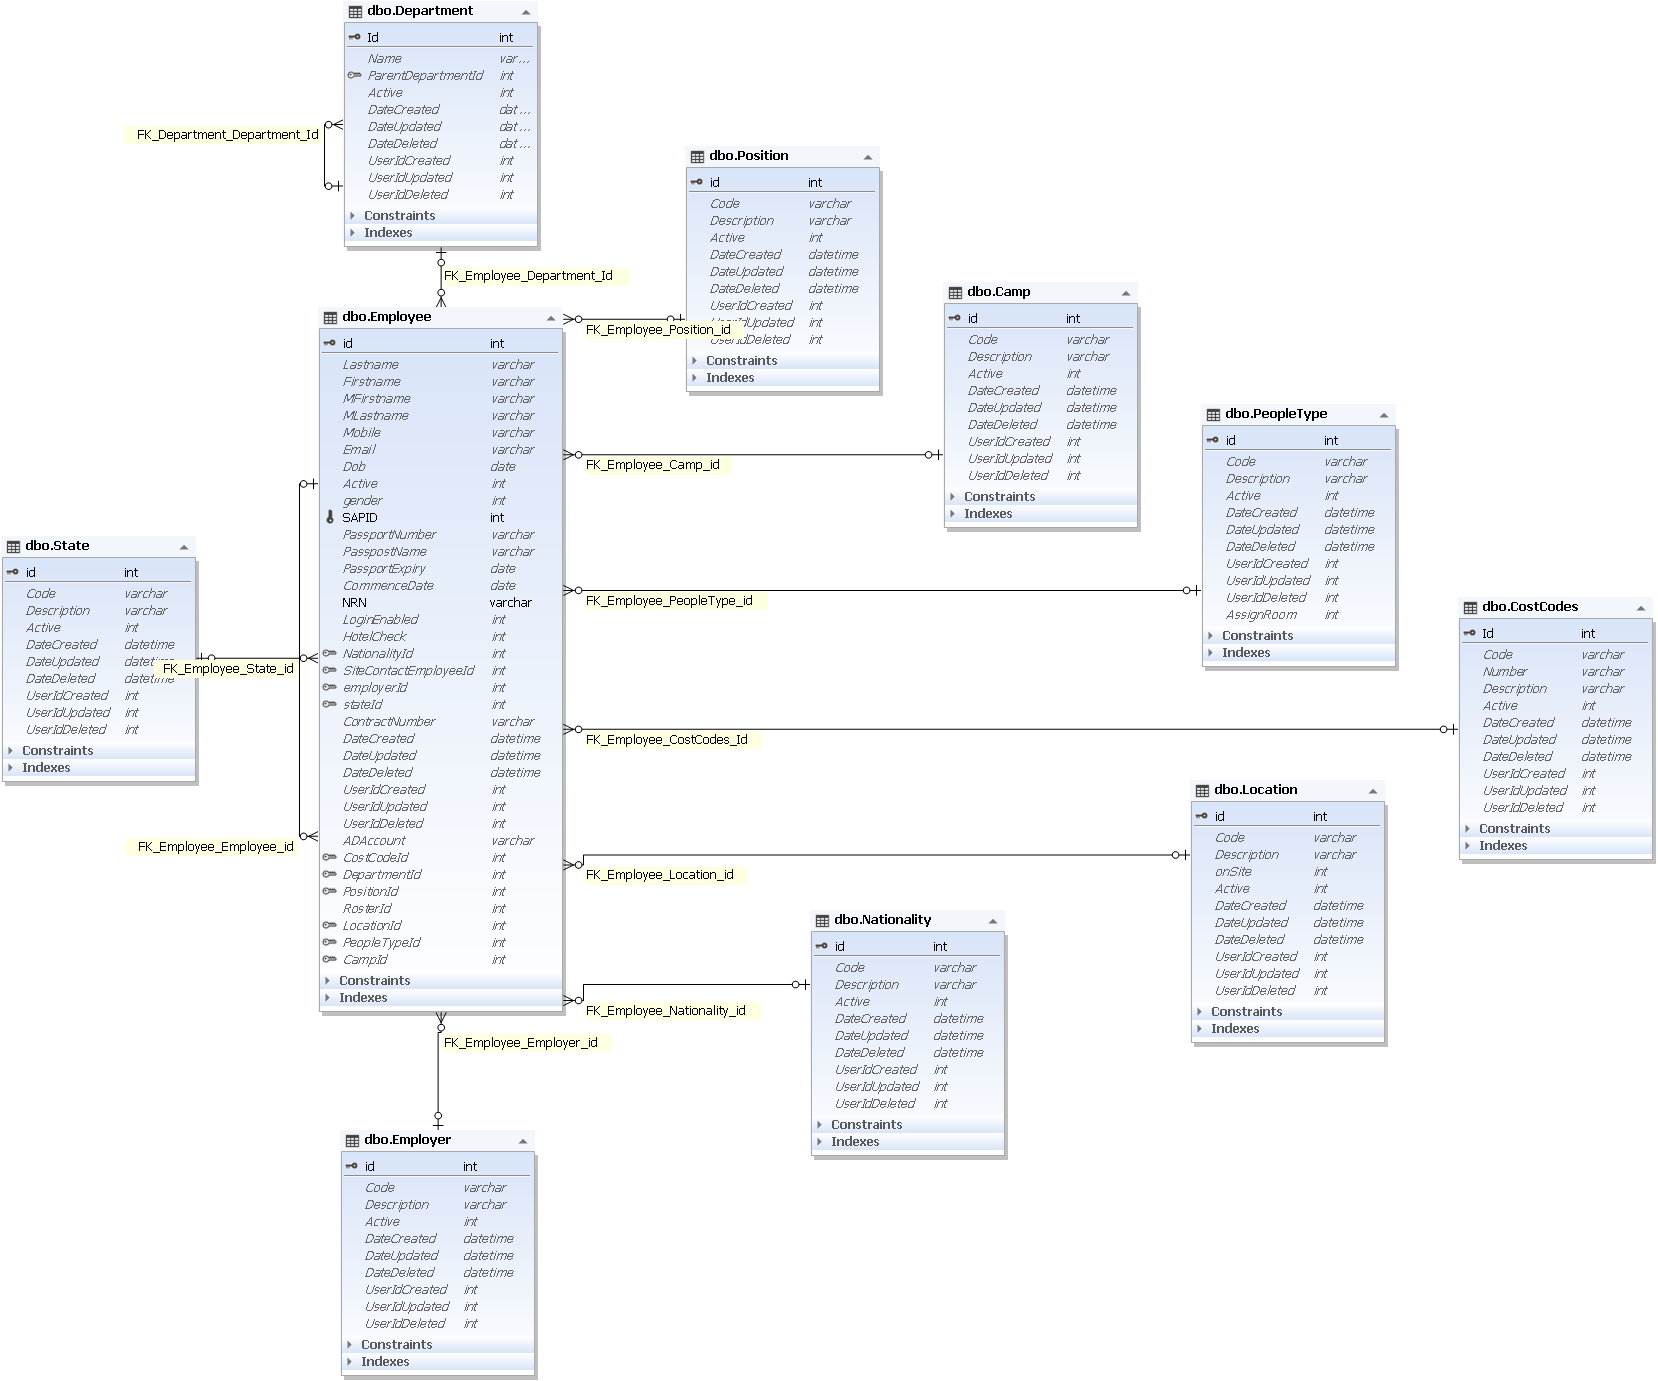 dbo.Department
Id int
Name var...
ParentDepartmentId int
Active int
DateCreated dat...
DateUpdated dat...
DateDeleted dat...
UserIdCreated int
UserIdUpdated int
UserIdDeleted int
Constraints
Indexes
FK_Department_Department_Id
FK_Employee_Department_Id
dbo.Position
id int
Code varchar
Description varchar
Active int
DateCreated datetime
DateUpdated datetime
DateDeleted datetime
UserIdCreated int
UserIdUpdated int
UserIdDeleted int
Constraints
Indexes
FK_Employee_Position_id
dbo.Camp
id int
Code varchar
Description varchar
Active int
DateCreated datetime
DateUpdated datetime
DateDeleted datetime
UserIdCreated int
UserIdUpdated int
UserIdDeleted int
Constraints
Indexes
FK_Employee_Camp_id
dbo.Employee
id int
Lastname varchar
Firstname varchar
MFirstname varchar
MLastname varchar
Mobile varchar
Email varchar
Dob date
Active int
gender int
SAPID int
PassportNumber varchar
PasspostName varchar
PassportExpiry date
CommenceDate date
NRN varchar
LoginEnabled int
HotelCheck int
NationalityId int
SiteContactEmployeeId int
employerId int
stateId int
ContractNumber varchar
DateCreated datetime
DateUpdated datetime
DateDeleted datetime
UserIdCreated int
UserIdUpdated int
UserIdDeleted int
ADAccount varchar
CostCodeId int
DepartmentId int
PositionId int
RosterId int
LocationId int
PeopleTypeId int
CampId int
Constraints
Indexes
dbo.PeopleType
id int
Code varchar
Description varchar
Active int
DateCreated datetime
DateUpdated datetime
DateDeleted datetime
UserIdCreated int
UserIdUpdated int
UserIdDeleted int
AssignRoom int
Constraints
Indexes
FK_Employee_PeopleType_id
dbo.State
id int
Code varchar
Description varchar
Active int
DateCreated datetime
DateUpdated datetime
DateDeleted datetime
UserIdCreated int
UserIdUpdated int
UserIdDeleted int
Constraints
Indexes
FK_Employee_State_id
FK_Employee_Employee_id
dbo.CostCodes
Id int
Code varchar
Number varchar
Description varchar
Active int
DateCreated datetime
DateUpdated datetime
DateDeleted datetime
UserIdCreated int
UserIdUpdated int
UserIdDeleted int
Constraints
Indexes
FK_Employee_CostCodes_Id
dbo.Location
id int
Code varchar
Description varchar
onSite int
Active int
DateCreated datetime
DateUpdated datetime
DateDeleted datetime
UserIdCreated int
UserIdUpdated int
UserIdDeleted int
Constraints
Indexes
FK_Employee_Location_id
dbo.Nationality
id int
Code varchar
Description varchar
Active int
DateCreated datetime
DateUpdated datetime
DateDeleted datetime
UserIdCreated int
UserIdUpdated int
UserIdDeleted int
Constraints
Indexes
FK_Employee_Nationality_id
FK_Employee_Employer_id
dbo.Employer
id int
Code varchar
Description varchar
Active int
DateCreated datetime
DateUpdated datetime
DateDeleted datetime
UserIdCreated int
UserIdUpdated int
UserIdDeleted int
Constraints
Indexes